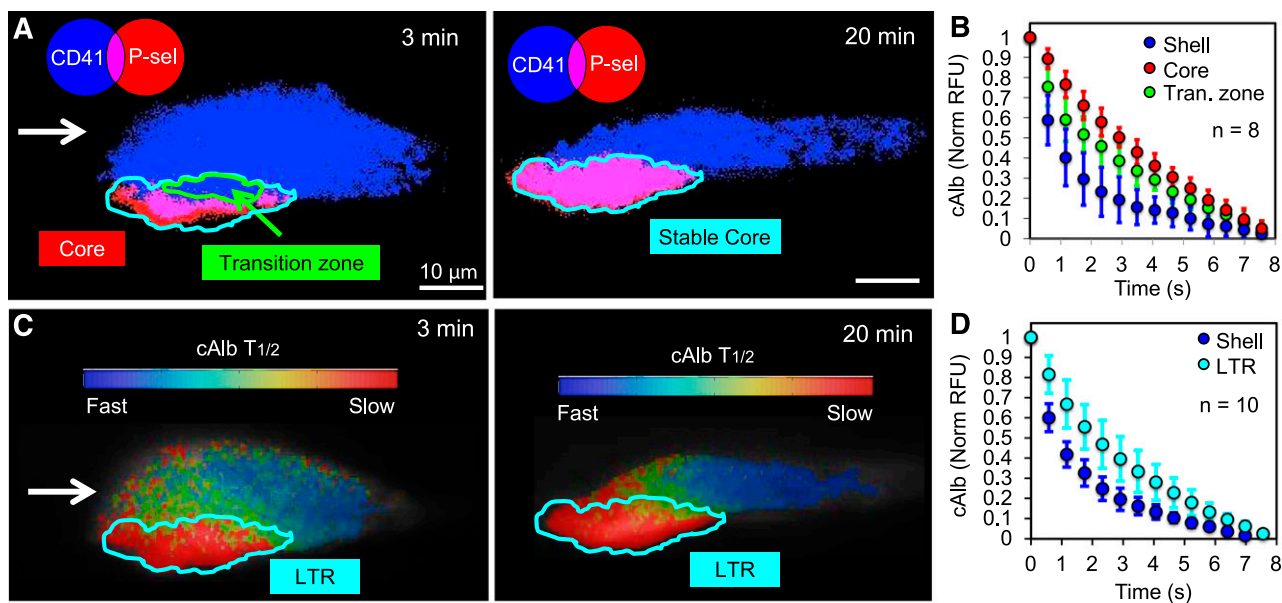 A
CD41
P-sel
3 min
Core
Transition zone
10 µm
CD41
P-sel
20 min
Stable Core
B
cAlb (Norm RFU)
1
0.9
0.8
0.7
0.6
0.5
0.4
0.3
0.2
0.1
0
Shell
Core
Tran. zone
n = 8
0 1 2 3 4 5 6 7 8
Time (s)
C
3 min
cAlb T1/2
Fast
Slow
LTR
20 min
cAlb T1/2
Fast
Slow
LTR
D
cAlb (Norm RFU)
1
0.9
0.8
0.7
0.6
0.5
0.4
0.3
0.2
0.1
0
Shell
LTR
n = 10
0 1 2 3 4 5 6 7 8
Time (s)